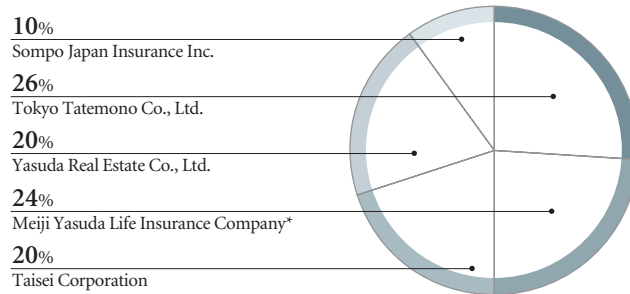 10%
Sompo Japan Insurance Inc.
26%
Tokyo Tatemono Co., Ltd.
20%
Yasuda Real Estate Co., Ltd.
24%
Meiji Yasuda Life Insurance Company*
20%
Taisei Corporation